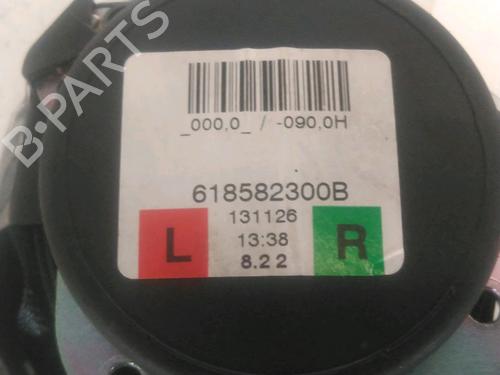 B-PARTS
_000,0_ / -090,0H
618582300B
131126
L 13:38 R
8.2 2